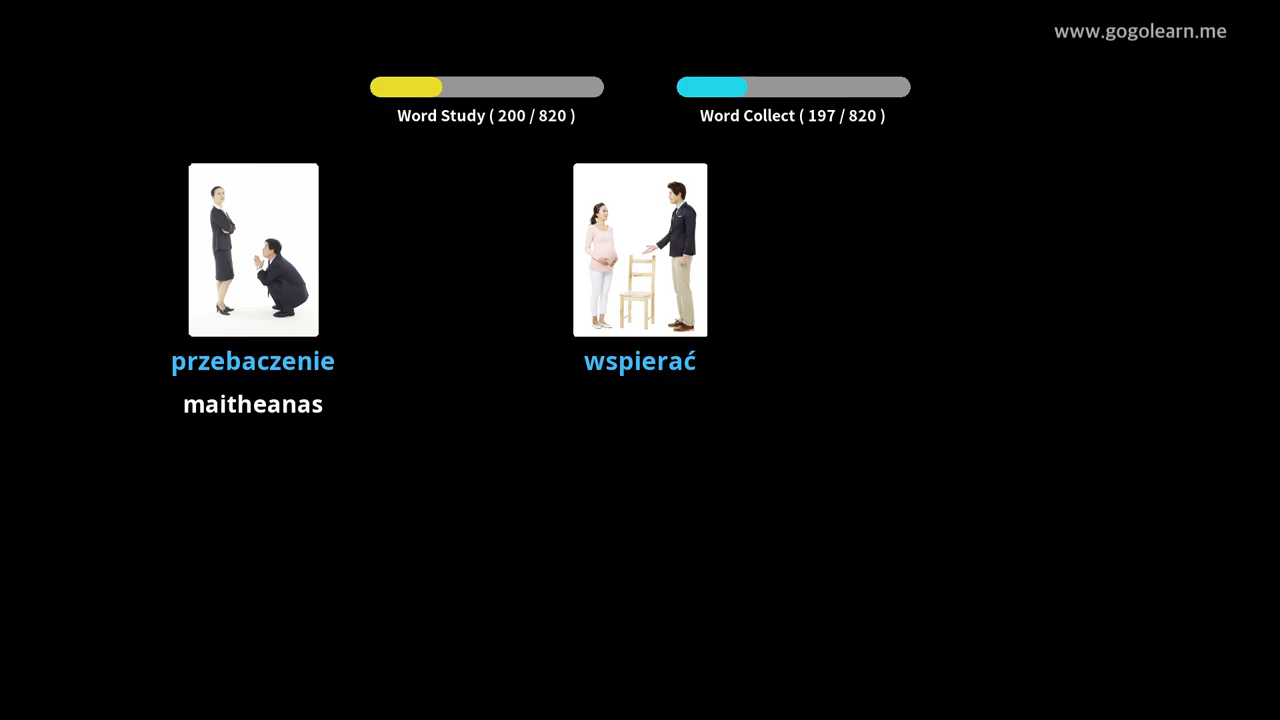 www.gogolearn.me
Word Study ( 200 / 820 )
Word Collect ( 197 / 820 )
przebaczenie
wspierać
maitheanas